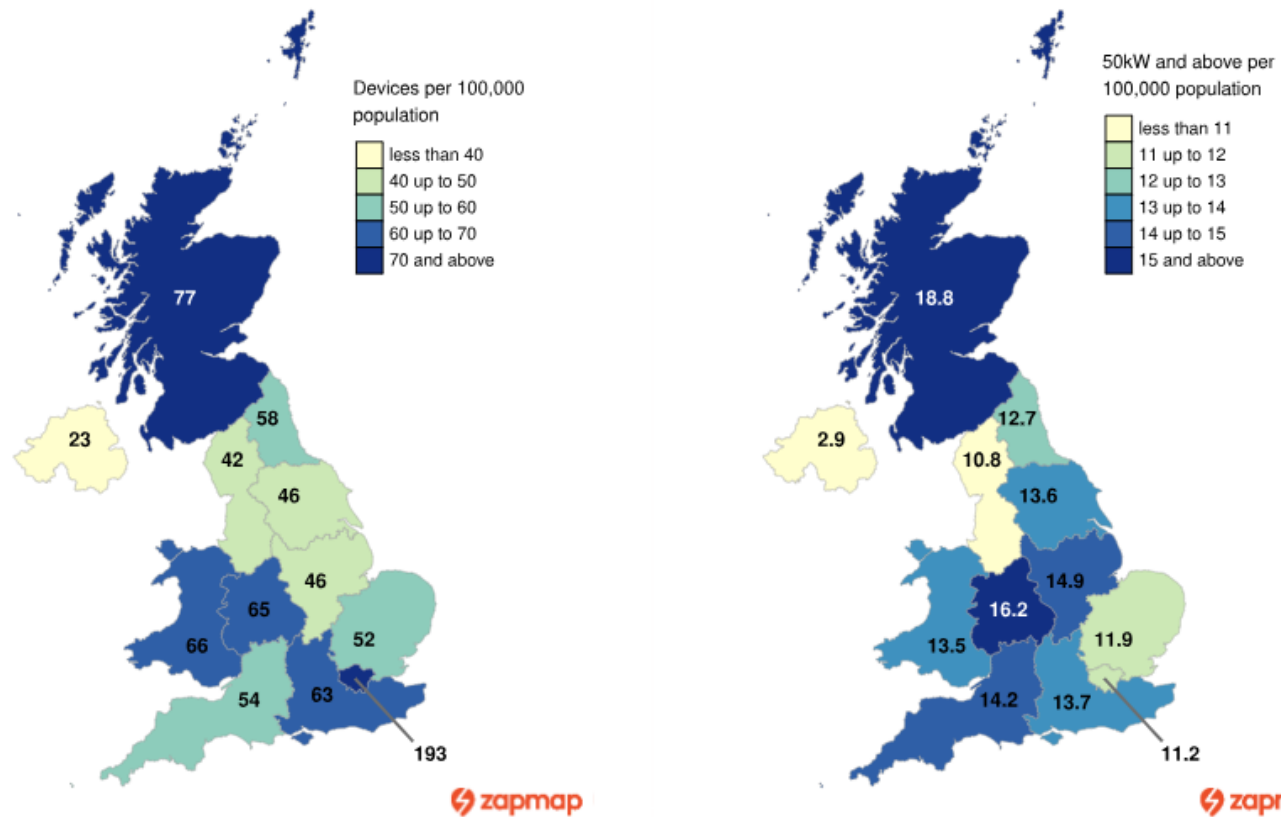 Devices per 100,000
population
less than 40
40 up to 50
50 up to 60
60 up to 70
70 and above
77
58
23
42
46
46
65
66
52
54
63
193
zapmap
50kW and above per
100,000 population
less than 11
11 up to 12
12 up to 13
13 up to 14
14 up to 15
15 and above
18.8
12.7
2.9
10.8
13.6
14.9
16.2
11.9
13.5
14.2
13.7
11.2